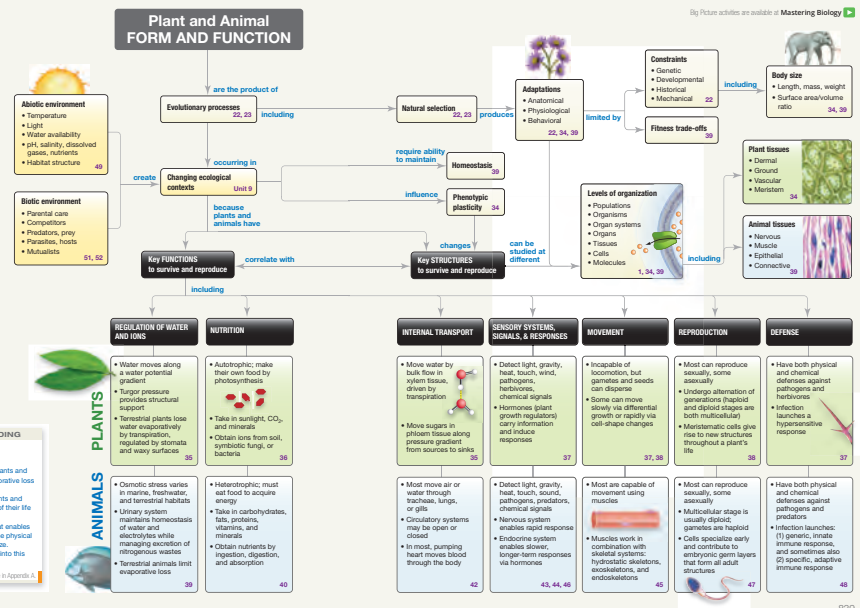 Big Picture activities are available at Mastering Biology
Plant and Animal
FORM AND FUNCTION
are the product of
Abiotic environment
• Temperature
• Light
• Water availability
• pH, salinity, dissolved
gases, nutrients
• Habitat structure
49
Biotic environment
• Parental care
• Competitors
• Predators, prey
• Parasites, hosts
• Mutualists
51, 52
create
Evolutionary processes
22, 23
including
Natural selection
22, 23
produces
Adaptations
• Anatomical
• Physiological
• Behavioral
22, 34, 39
limited by
Constraints
• Genetic
• Developmental
• Historical
• Mechanical 22
including
Body size
• Length, mass, weight
• Surface area/volume
ratio
34, 39
Fitness trade-offs
39
occurring in
Changing ecological
contexts
Unit 9
require ability
to maintain
Homeostasis
39
influence
Phenotypic
plasticity 34
because
plants and
animals have
changes
can be
studied at
different
Levels of organization
• Populations
• Organisms
• Organ systems
• Organs
• Tissues
• Cells
• Molecules
1, 34, 39
including
Plant tissues
• Dermal
• Ground
• Vascular
• Meristem
34
Animal tissues
• Nervous
• Muscle
• Epithelial
• Connective
39
Key FUNCTIONS
to survive and reproduce
correlate with
Key STRUCTURES
to survive and reproduce
including
REGULATION OF WATER
AND IONS
NUTRITION
INTERNAL TRANSPORT
SENSORY SYSTEMS,
SIGNALS, & RESPONSES
MOVEMENT
REPRODUCTION
DEFENSE
PLANTS
• Water moves along
a water potential
gradient
• Turgor pressure
provides structural
support
• Terrestrial plants lose
water evaporatively
by transpiration,
regulated by stomata
and waxy surfaces
35
• Autotrophic; make
their own food by
photosynthesis
• Take in sunlight, CO2,
and minerals
• Obtain ions from soil,
symbiotic fungi, or
bacteria
36
• Move water by
bulk flow in
xylem tissue,
driven by
transpiration
• Move sugars in
phloem tissue along
pressure gradient
from sources to sinks
35
• Detect light, gravity,
heat, touch, wind,
pathogens,
herbivores,
chemical signals
• Hormones (plant
growth regulators)
carry information
and induce
responses
37
• Incapable of
locomotion, but
gametes and seeds
can disperse
• Some can move
slowly via differential
growth or rapidly via
cell-shape changes
37, 38
• Most can reproduce
sexually, some
asexually
• Undergo alternation of
generations (haploid
and diploid stages are
both multicellular)
• Meristematic cells give
rise to new structures
throughout a plant's
life
38
• Have both physical
and chemical
defenses against
pathogens and
herbivores
• Infection
launches a
hypersensitive
response
37
ANIMALS
• Osmotic stress varies
in marine, freshwater,
and terrestrial habitats
• Urinary system
maintains homeostasis
of water and
electrolytes while
managing excretion of
nitrogenous wastes
• Terrestrial animals limit
evaporative loss
39
• Heterotrophic; must
eat food to acquire
energy
• Take in carbohydrates,
fats, proteins,
vitamins, and
minerals
• Obtain nutrients by
ingestion, digestion,
and absorption
40
• Most move air or
water through
tracheae, lungs,
or gills
• Circulatory systems
may be open or
closed
• In most, pumping
heart moves blood
through the body
42
• Detect light, gravity,
heat, touch, sound,
pathogens, predators,
chemical signals
• Nervous system
enables rapid response
• Endocrine system
enables slower,
longer-term responses
via hormones
43, 44, 46
• Most are capable of
movement using
muscles
• Muscles work in
combination with
skeletal systems:
hydrostatic skeletons,
exoskeletons, and
endoskeletons
45
• Most can reproduce
sexually, some
asexually
• Multicellular stage is
usually diploid;
gametes are haploid
• Cells specialize early
and contribute to
embryonic germ layers
that form all adult
structures
47
• Have both physical
and chemical
defenses against
pathogens and
predators
• Infection launches:
(1) generic, innate
immune response,
and sometimes also
(2) specific, adaptive
immune response
48
DING
ants and
orative loss
nts and
of their life
at enables
e physical
ze.
into this
in Appendix A